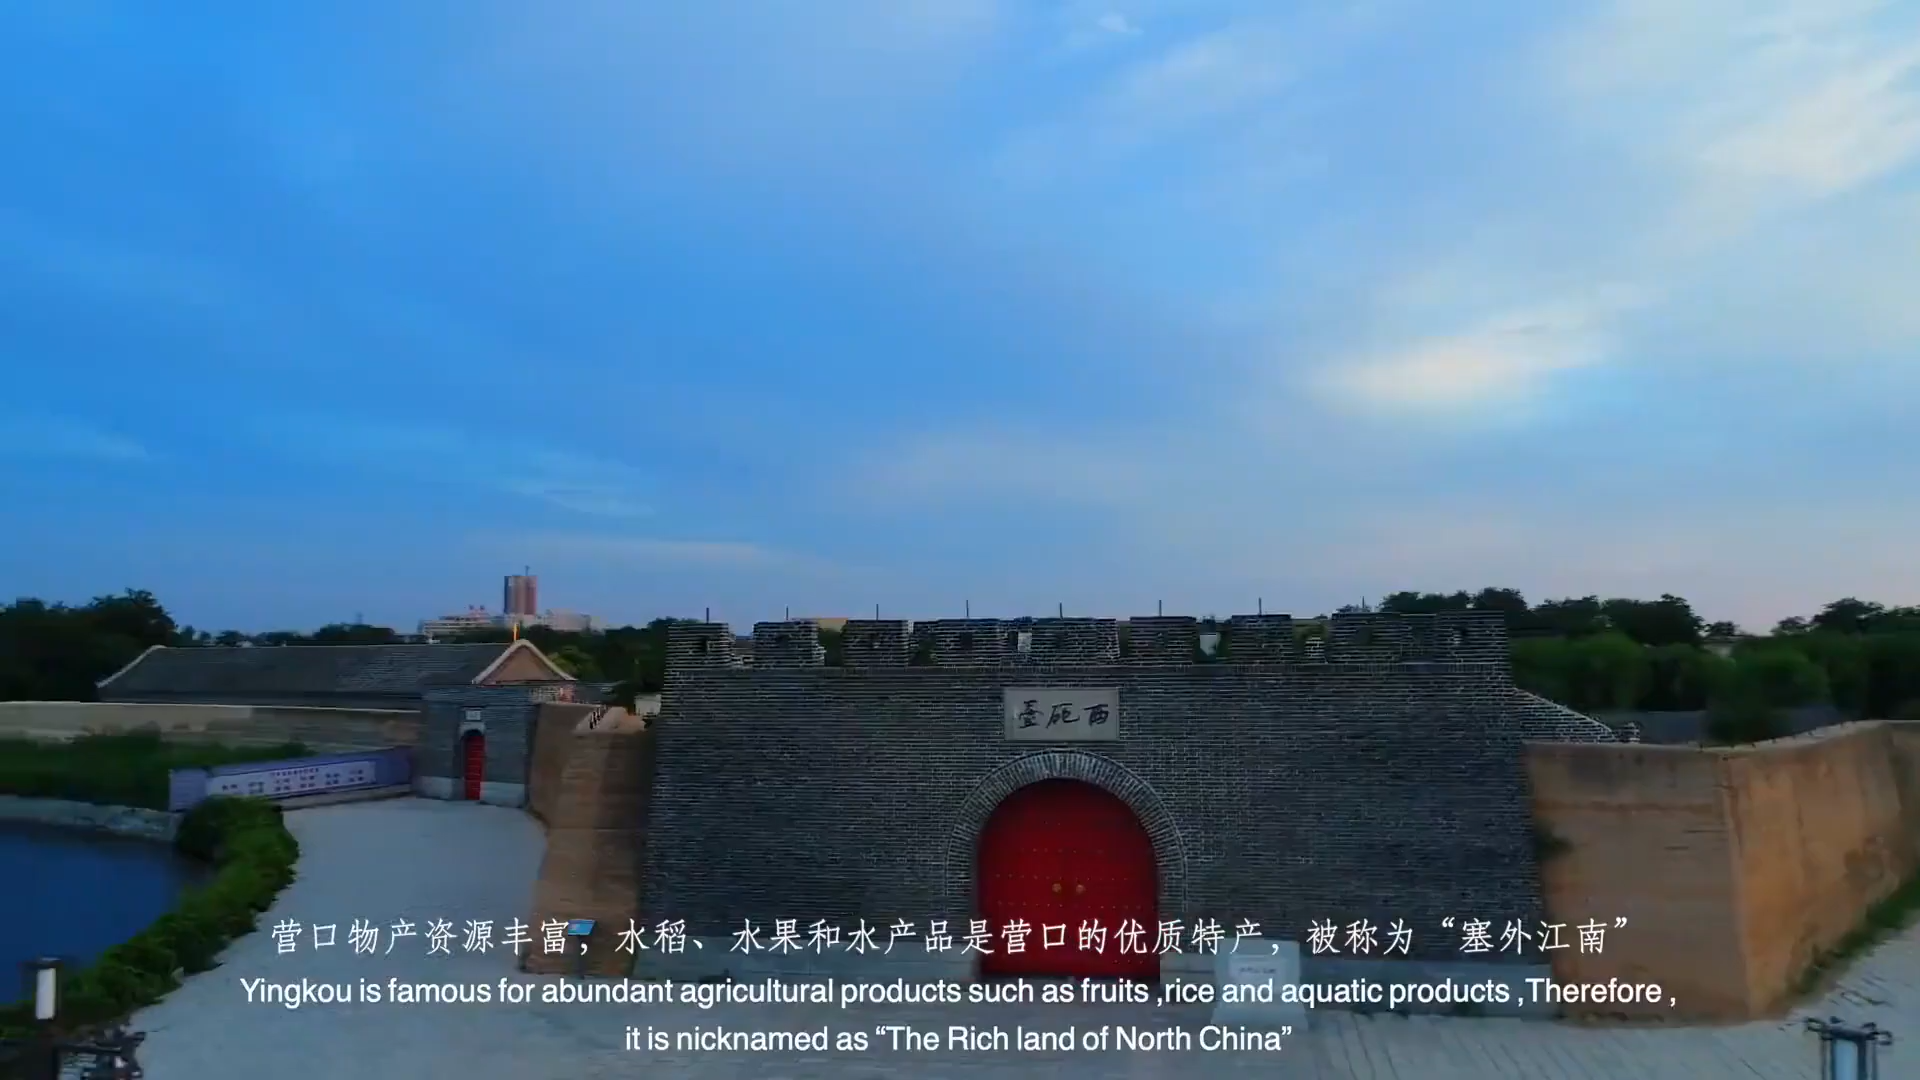 臺砲西
营口物产资源丰富，水稻、水果和水产品是营口的优质特产，被称为“塞外江南”
Yingkou is famous for abundant agricultural products such as fruits ,rice and aquatic products ,Therefore ,
it is nicknamed as “The Rich land of North China”